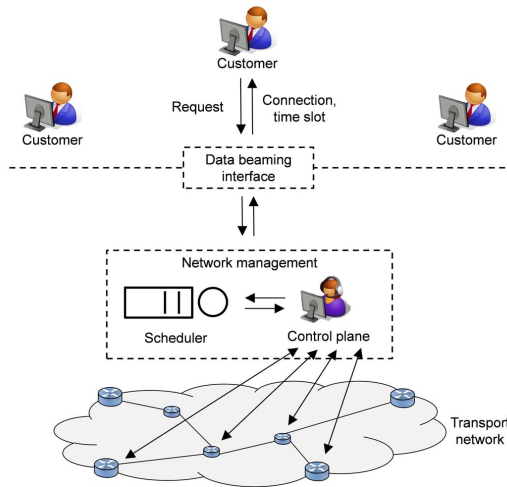 Customer
Request
Connection,
time slot
Customer
Customer
Data beaming
interface
Network management
Scheduler
Control plane
Transport
network